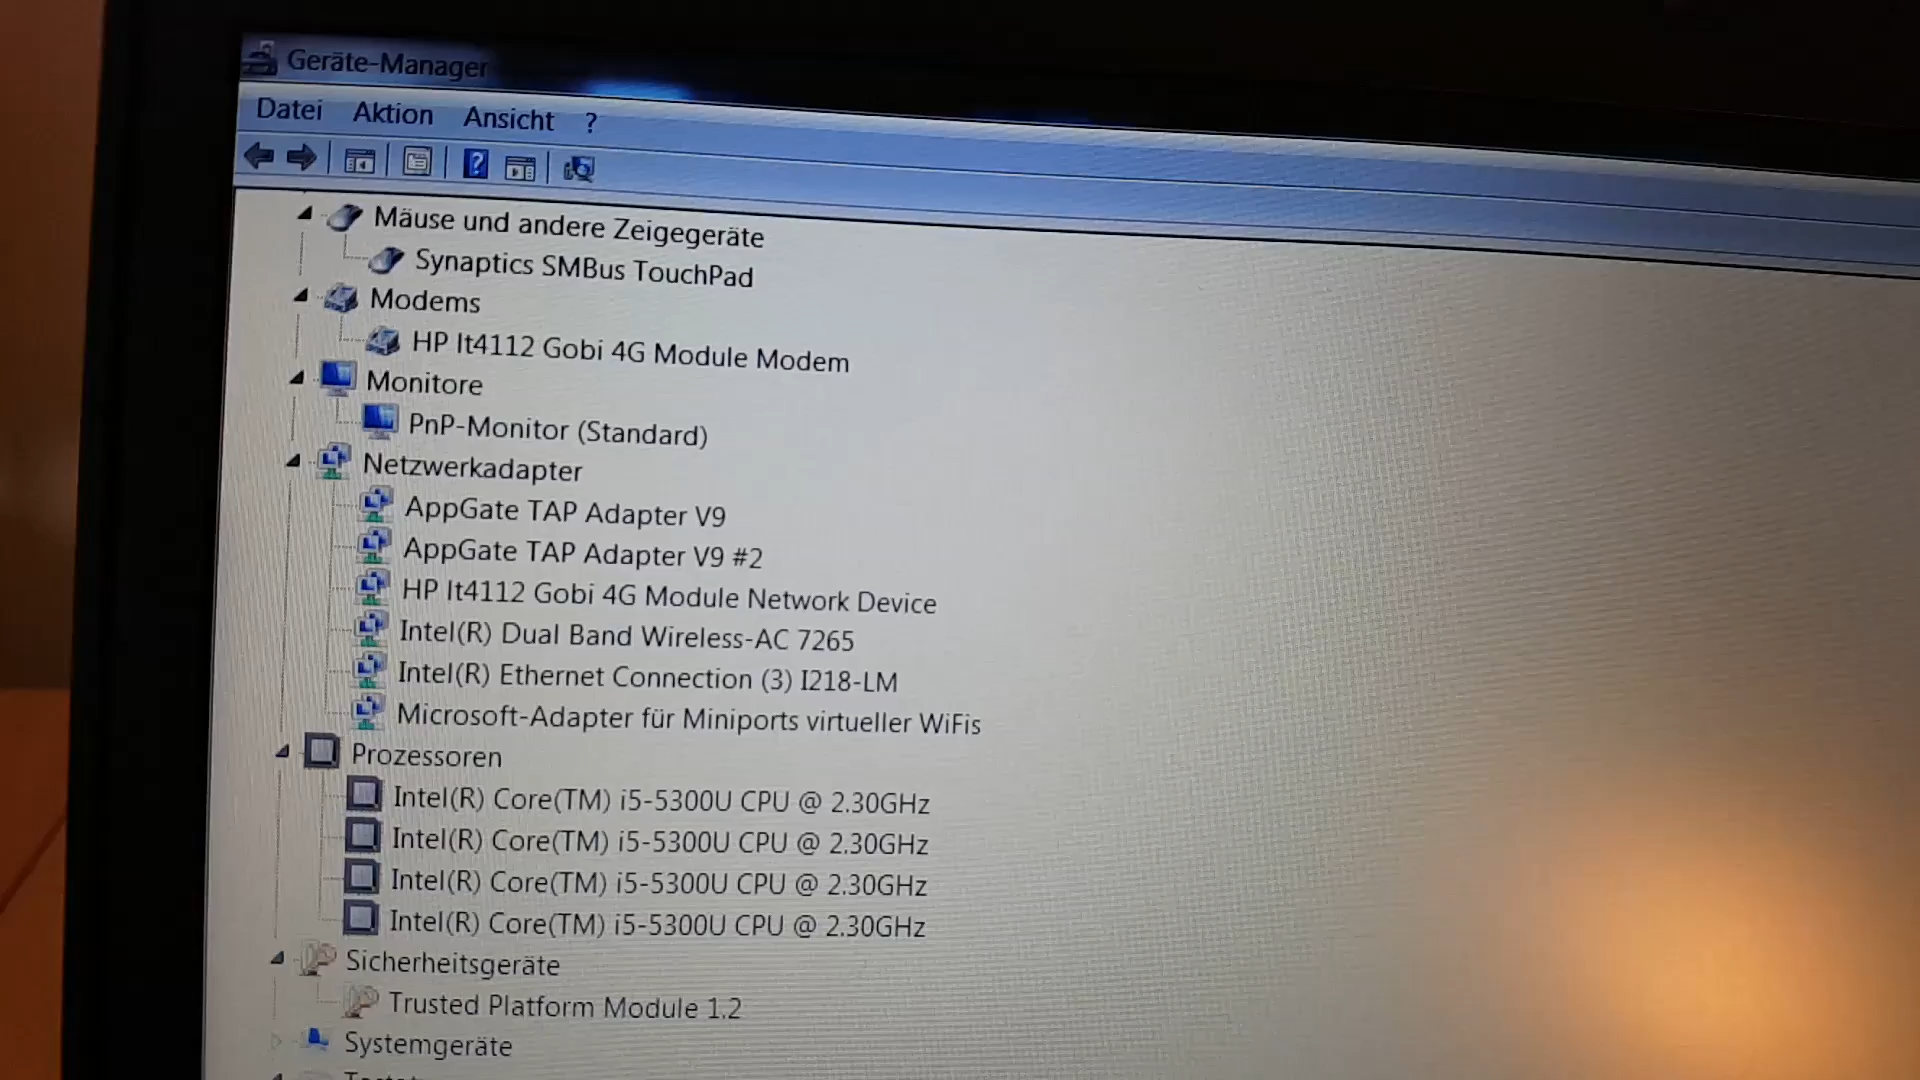 Geräte-Manager
Datei Aktion Ansicht ?
Mäuse und andere Zeigegeräte
Synaptics SMBus TouchPad
Modems
HP lt4112 Gobi 4G Module Modem
Monitore
PnP-Monitor (Standard)
Netzwerkadapter
AppGate TAP Adapter V9
AppGate TAP Adapter V9 #2
HP lt4112 Gobi 4G Module Network Device
Intel(R) Dual Band Wireless-AC 7265
Intel(R) Ethernet Connection (3) I218-LM
Microsoft-Adapter für Miniports virtueller WiFis
Prozessoren
Intel(R) Core(TM) i5-5300U CPU @ 2.30GHz
Intel(R) Core(TM) i5-5300U CPU @ 2.30GHz
Intel(R) Core(TM) i5-5300U CPU @ 2.30GHz
Intel(R) Core(TM) i5-5300U CPU @ 2.30GHz
Sicherheitsgeräte
Trusted Platform Module 1.2
Systemgeräte